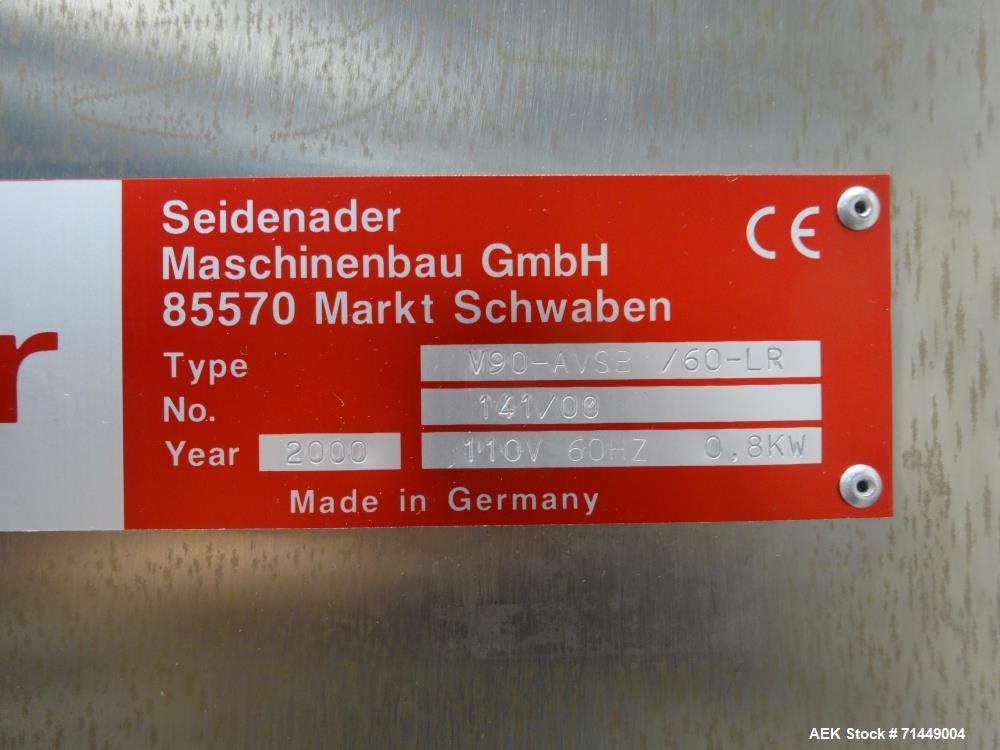 Seidenader
Maschinenbau GmbH
85570 Markt Schwaben
CE
r
Type V90-AVSB /60-LR
No. 141/00
Year 2000 110V 60HZ 0,8KW
Made in Germany
AEK Stock #71449004